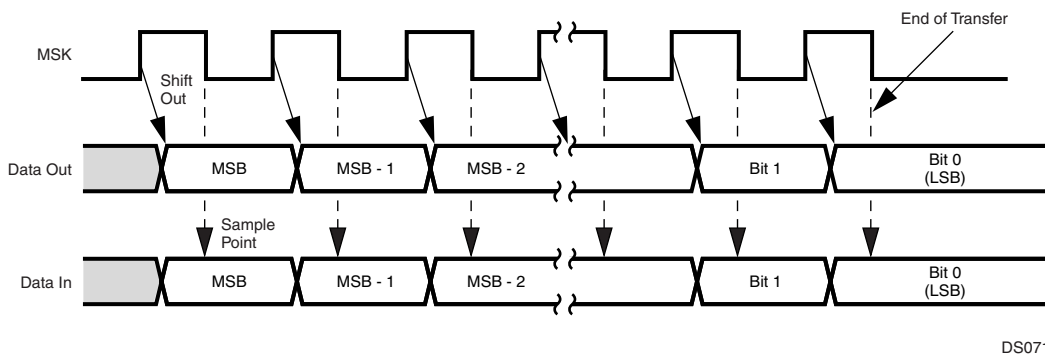 End of Transfer
MSK
Shift
Out
Data Out
MSB
MSB - 1
MSB - 2
Bit 1
Bit 0
(LSB)
Sample
Point
Data In
MSB
MSB - 1
MSB - 2
Bit 1
Bit 0
(LSB)
DS071